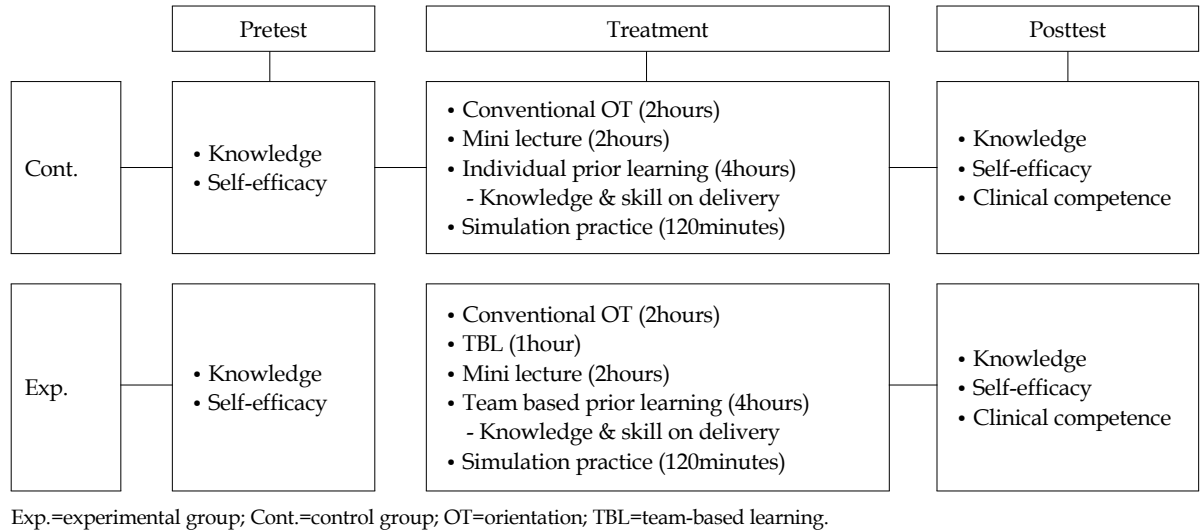 Pretest
Treatment
Posttest
Cont.
• Knowledge
• Self-efficacy
• Conventional OT (2hours)
• Mini lecture (2hours)
• Individual prior learning (4hours)
- Knowledge & skill on delivery
• Simulation practice (120minutes)
• Knowledge
• Self-efficacy
• Clinical competence
Exp.
• Knowledge
• Self-efficacy
• Conventional OT (2hours)
• TBL (1hour)
• Mini lecture (2hours)
• Team based prior learning (4hours)
- Knowledge & skill on delivery
• Simulation practice (120minutes)
• Knowledge
• Self-efficacy
• Clinical competence
Exp.=experimental group; Cont.=control group; OT=orientation; TBL=team-based learning.